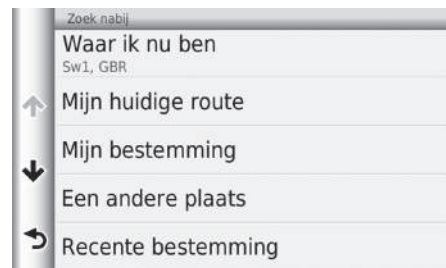 Zoek nabij
Waar ik nu ben
Sw1, GBR
Mijn huidige route
Mijn bestemming
Een andere plaats
Recente bestemming